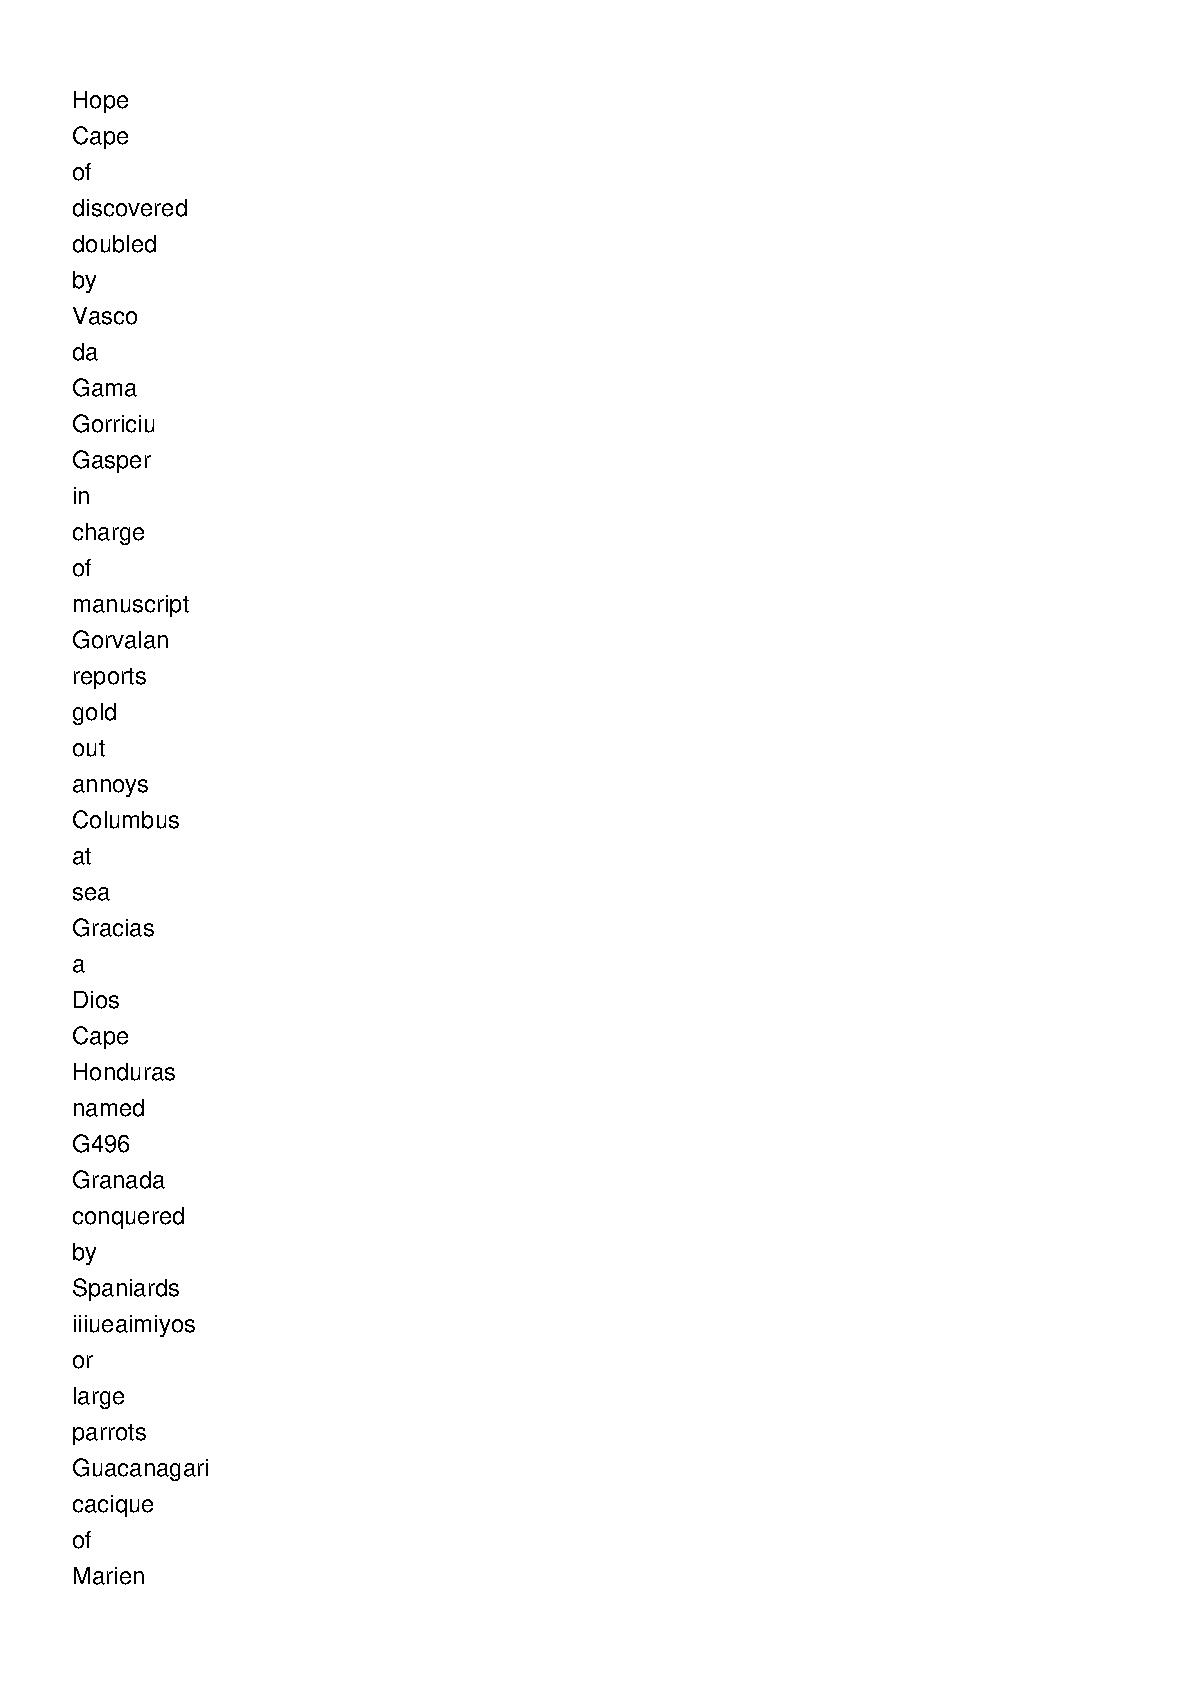 Hope
Cape
of
discovered
doubled
by
Vasco
da
Gama
Gorriciu
Gasper
in
charge
of
manuscript
Gorvalan
reports
gold
out
annoys
Columbus
at
sea
Gracias
a
Dios
Cape
Honduras
named
G496
Granada
conquered
by
Spaniards
iiiueaimiyos
or
large
parrots
Guacanagari
cacique
of
Marien